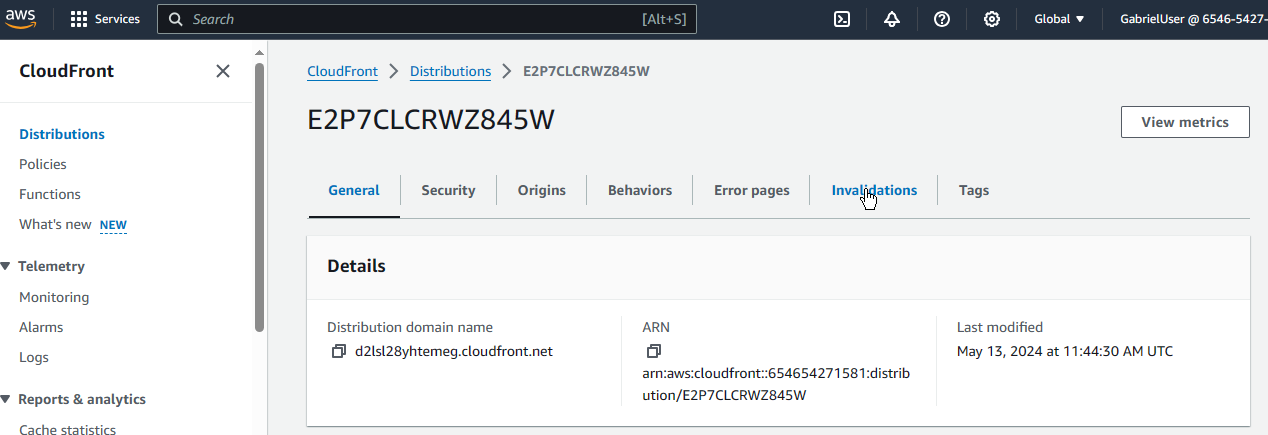 aws Services Search [Alt+S] Global GabrielUser @ 6546-5427-
CloudFront
Distributions
Policies
Functions
What's new NEW
Telemetry
Monitoring
Alarms
Logs
Reports & analytics
Cache statistics
CloudFront Distributions E2P7CLCRWZ845W
E2P7CLCRWZ845W
View metrics
General Security Origins Behaviors Error pages Invalidations Tags
Details
Distribution domain name
d2lsl28yhtemeg.cloudfront.net
ARN
arn:aws:cloudfront::654654271581:distrib
ution/E2P7CLCRWZ845W
Last modified
May 13, 2024 at 11:44:30 AM UTC